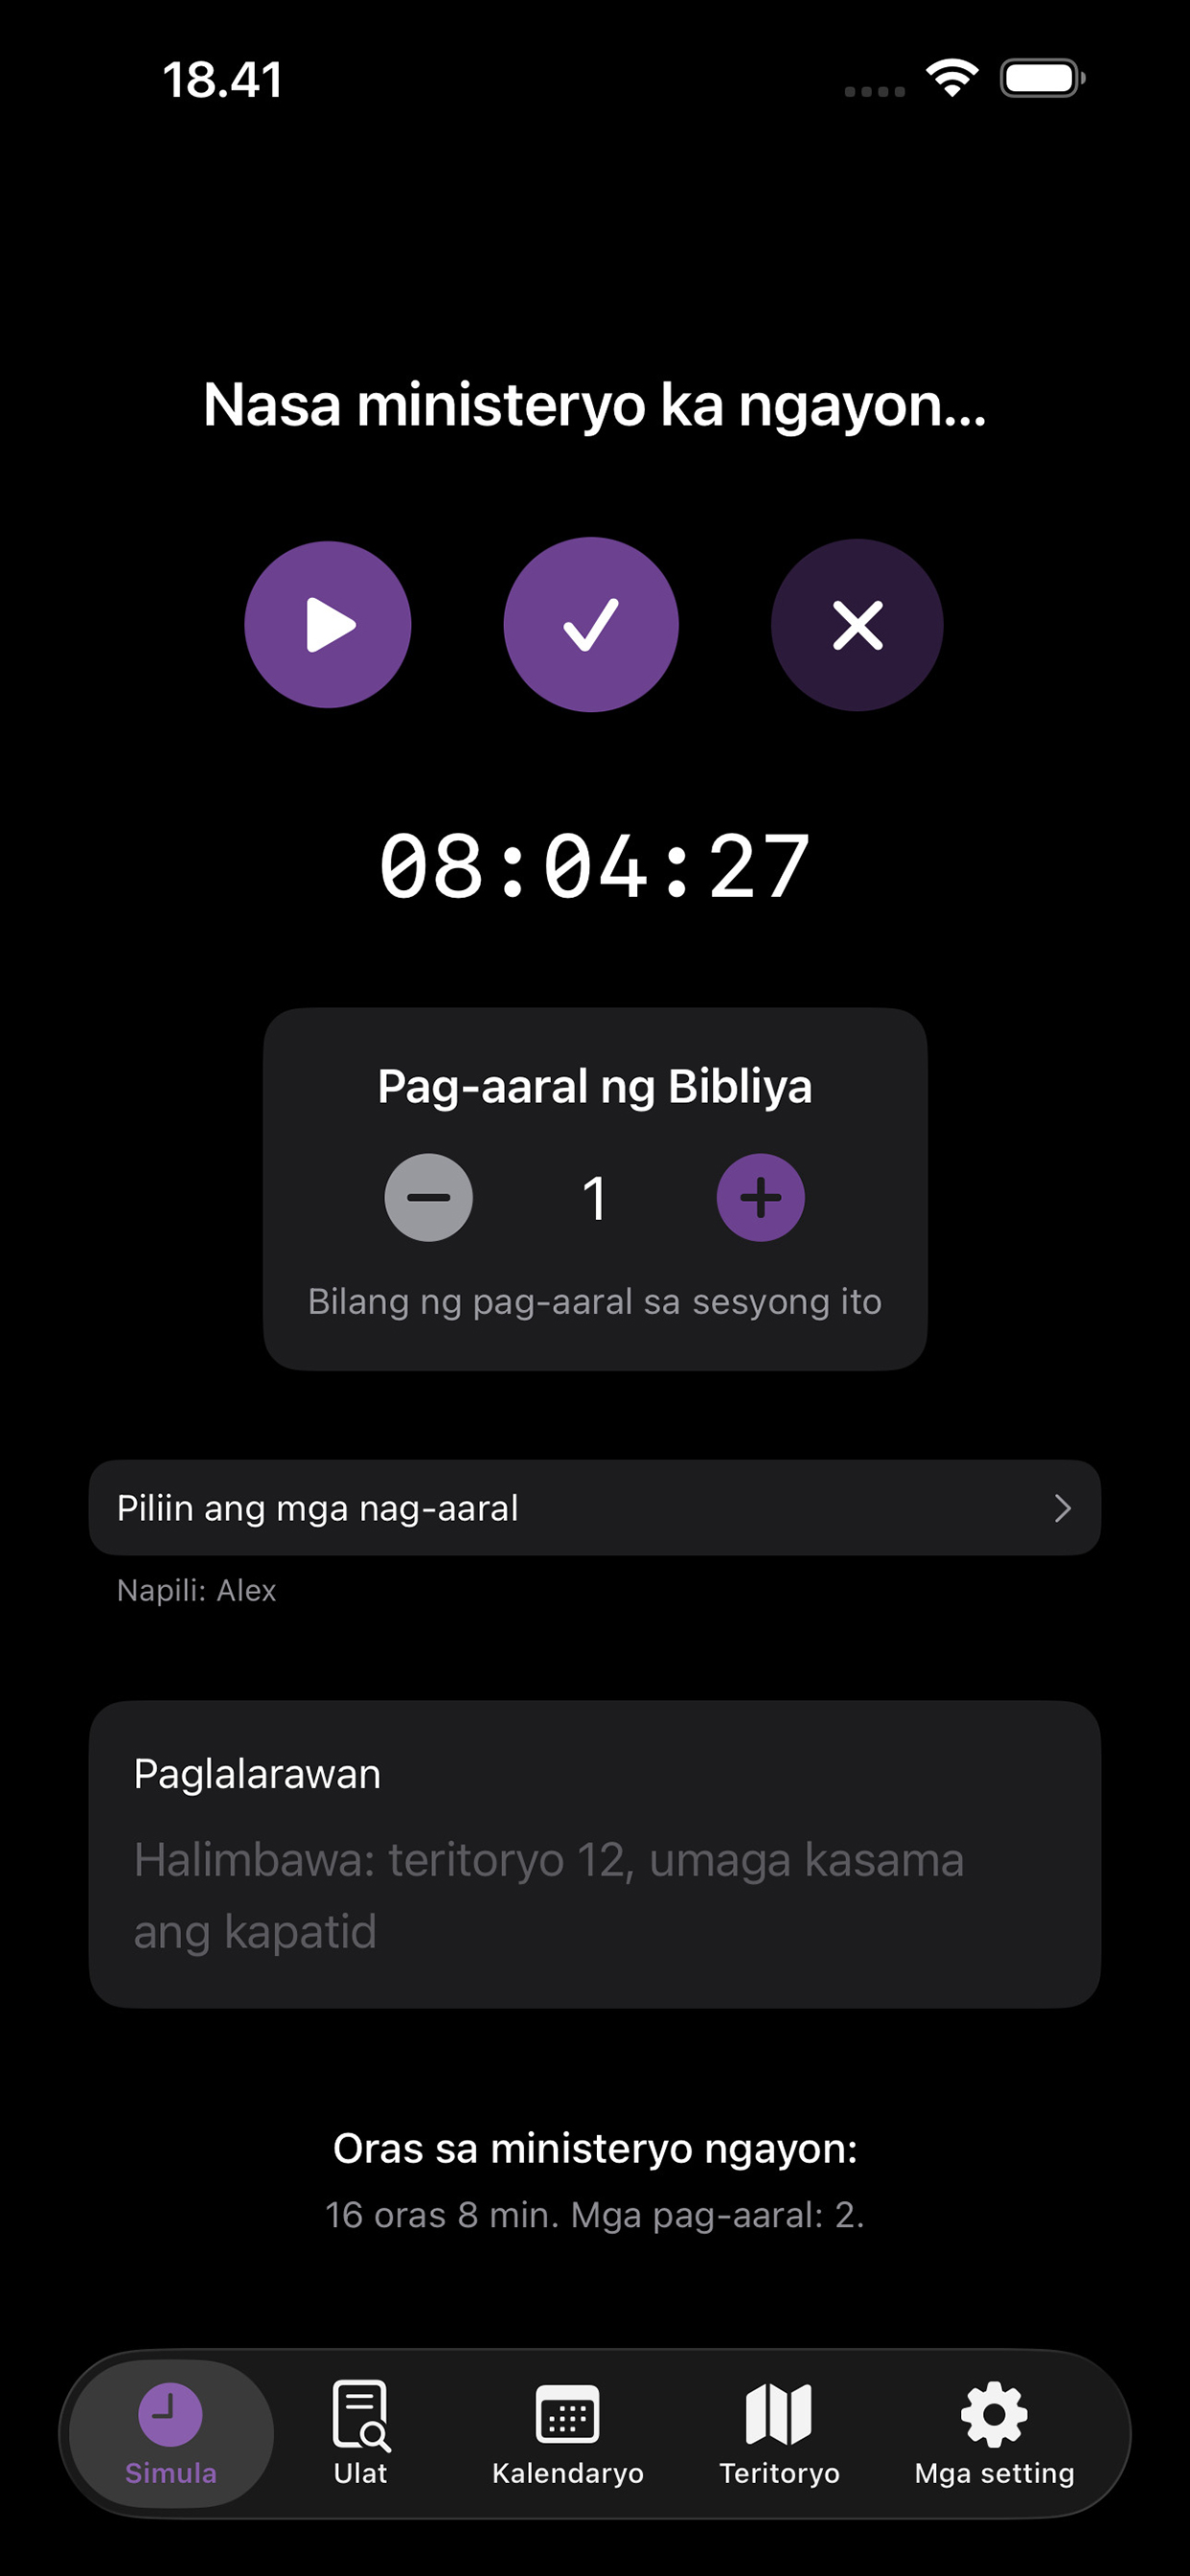 18.41
Nasa ministeryo ka ngayon...
08:04:27
Pag-aaral ng Bibliya
1
Bilang ng pag-aaral sa sesyong ito
Piliin ang mga nag-aaral
Napili: Alex
Paglalarawan
Halimbawa: teritoryo 12, umaga kasama
ang kapatid
Oras sa ministeryo ngayon:
16 oras 8 min. Mga pag-aaral: 2.
Simula
Ulat
Kalendaryo
Teritoryo
Mga setting